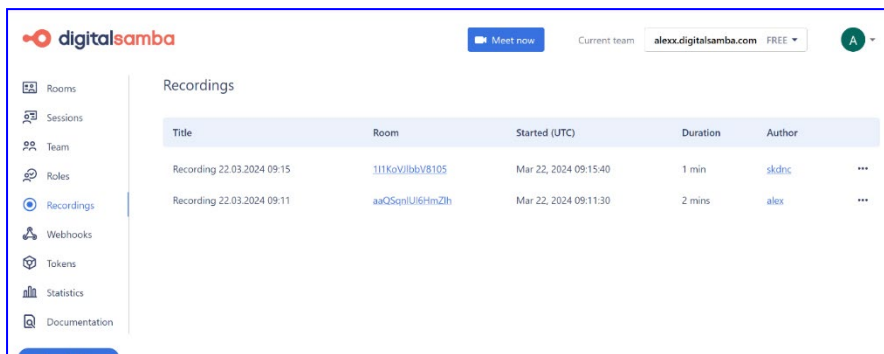 digitalsamba
Meet now
Current team
alexx.digitalsamba.com FREE
A
Rooms
Sessions
Team
Roles
Recordings
Webhooks
Tokens
Statistics
Documentation
Recordings
Title Room Started (UTC) Duration Author
Recording 22.03.2024 09:15 1I1KoVJlbbV8105 Mar 22, 2024 09:15:40 1 min skdnc
Recording 22.03.2024 09:11 aaQSqnlUl6HmZlh Mar 22, 2024 09:11:30 2 mins alex